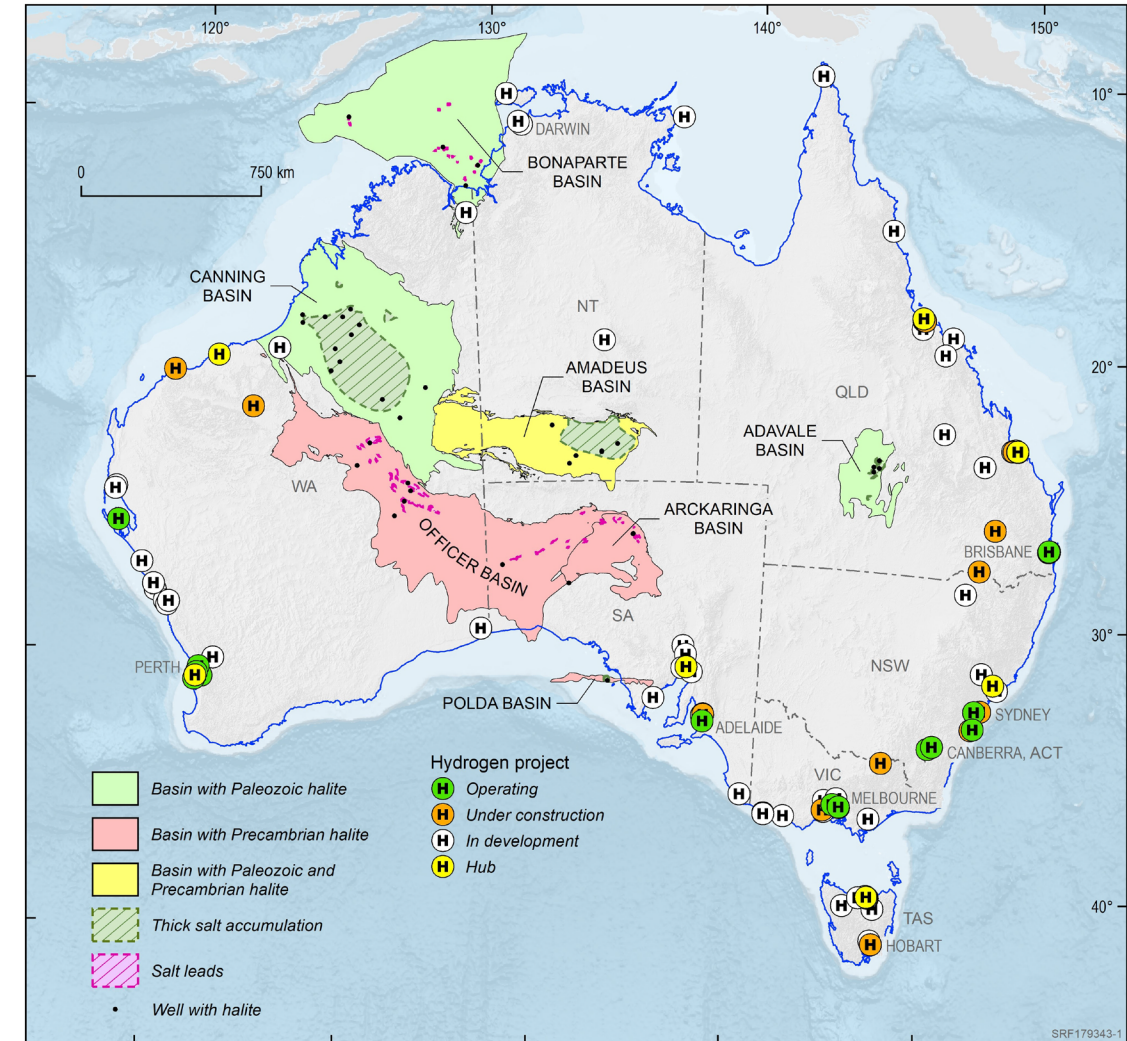 120°
130°
140°
150°
10°
20°
30°
40°
0
750 km
DARWIN
BONAPARTE
BASIN
CANNING
BASIN
NT
AMADEUS
BASIN
QLD
ADAVALE
BASIN
WA
ARCKARINGA
BASIN
OFFICER BASIN
BRISBANE
SA
PERTH
NSW
POLDA BASIN
ADELAIDE
SYDNEY
CANBERRA, ACT
VIC
MELBOURNE
TAS
HOBART
Basin with Paleozoic halite
Basin with Precambrian halite
Basin with Paleozoic and
Precambrian halite
Thick salt accumulation
Salt leads
Well with halite
Hydrogen project
H Operating
H Under construction
H In development
H Hub
SRF179343-1